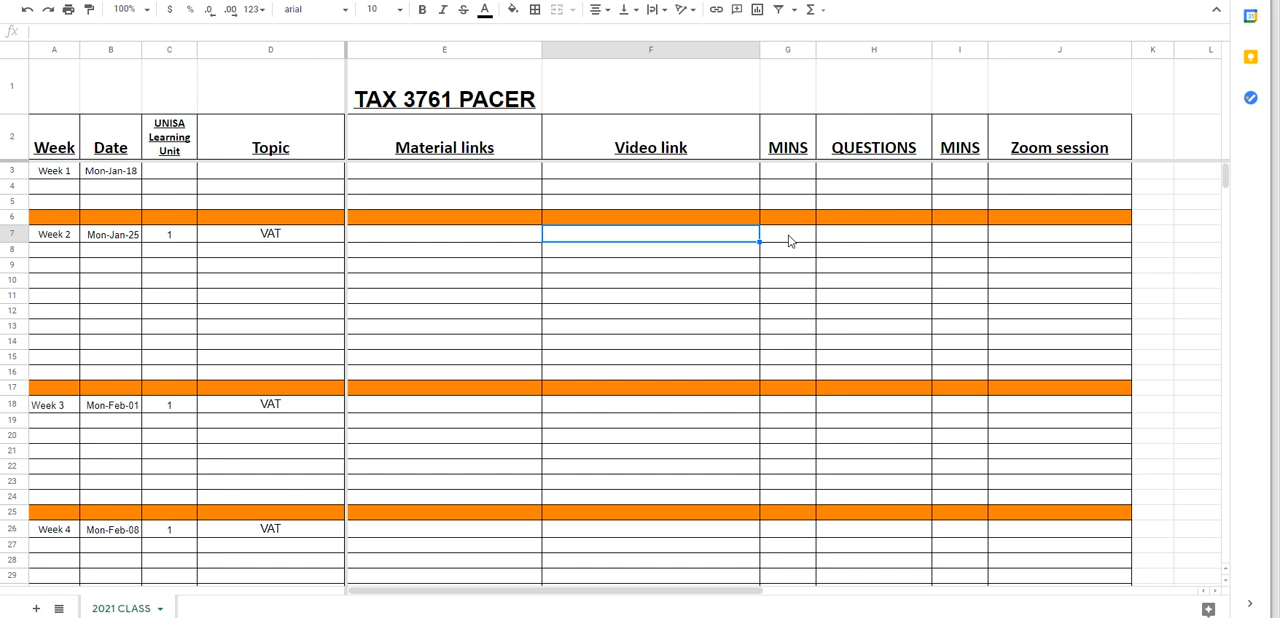 100% $ % .0 .00 123 arial 10 B I S A
fx
A B C D E F G H I J K L
1 TAX 3761 PACER
2 Week Date UNISA Learning Unit Topic Material links Video link MINS QUESTIONS MINS Zoom session
3 Week 1 Mon-Jan-18
4
5
6
7 Week 2 Mon-Jan-25 1 VAT
8
9
10
11
12
13
14
15
16
17
18 Week 3 Mon-Feb-01 1 VAT
19
20
21
22
23
24
25
26 Week 4 Mon-Feb-08 1 VAT
27
28
29
2021 CLASS